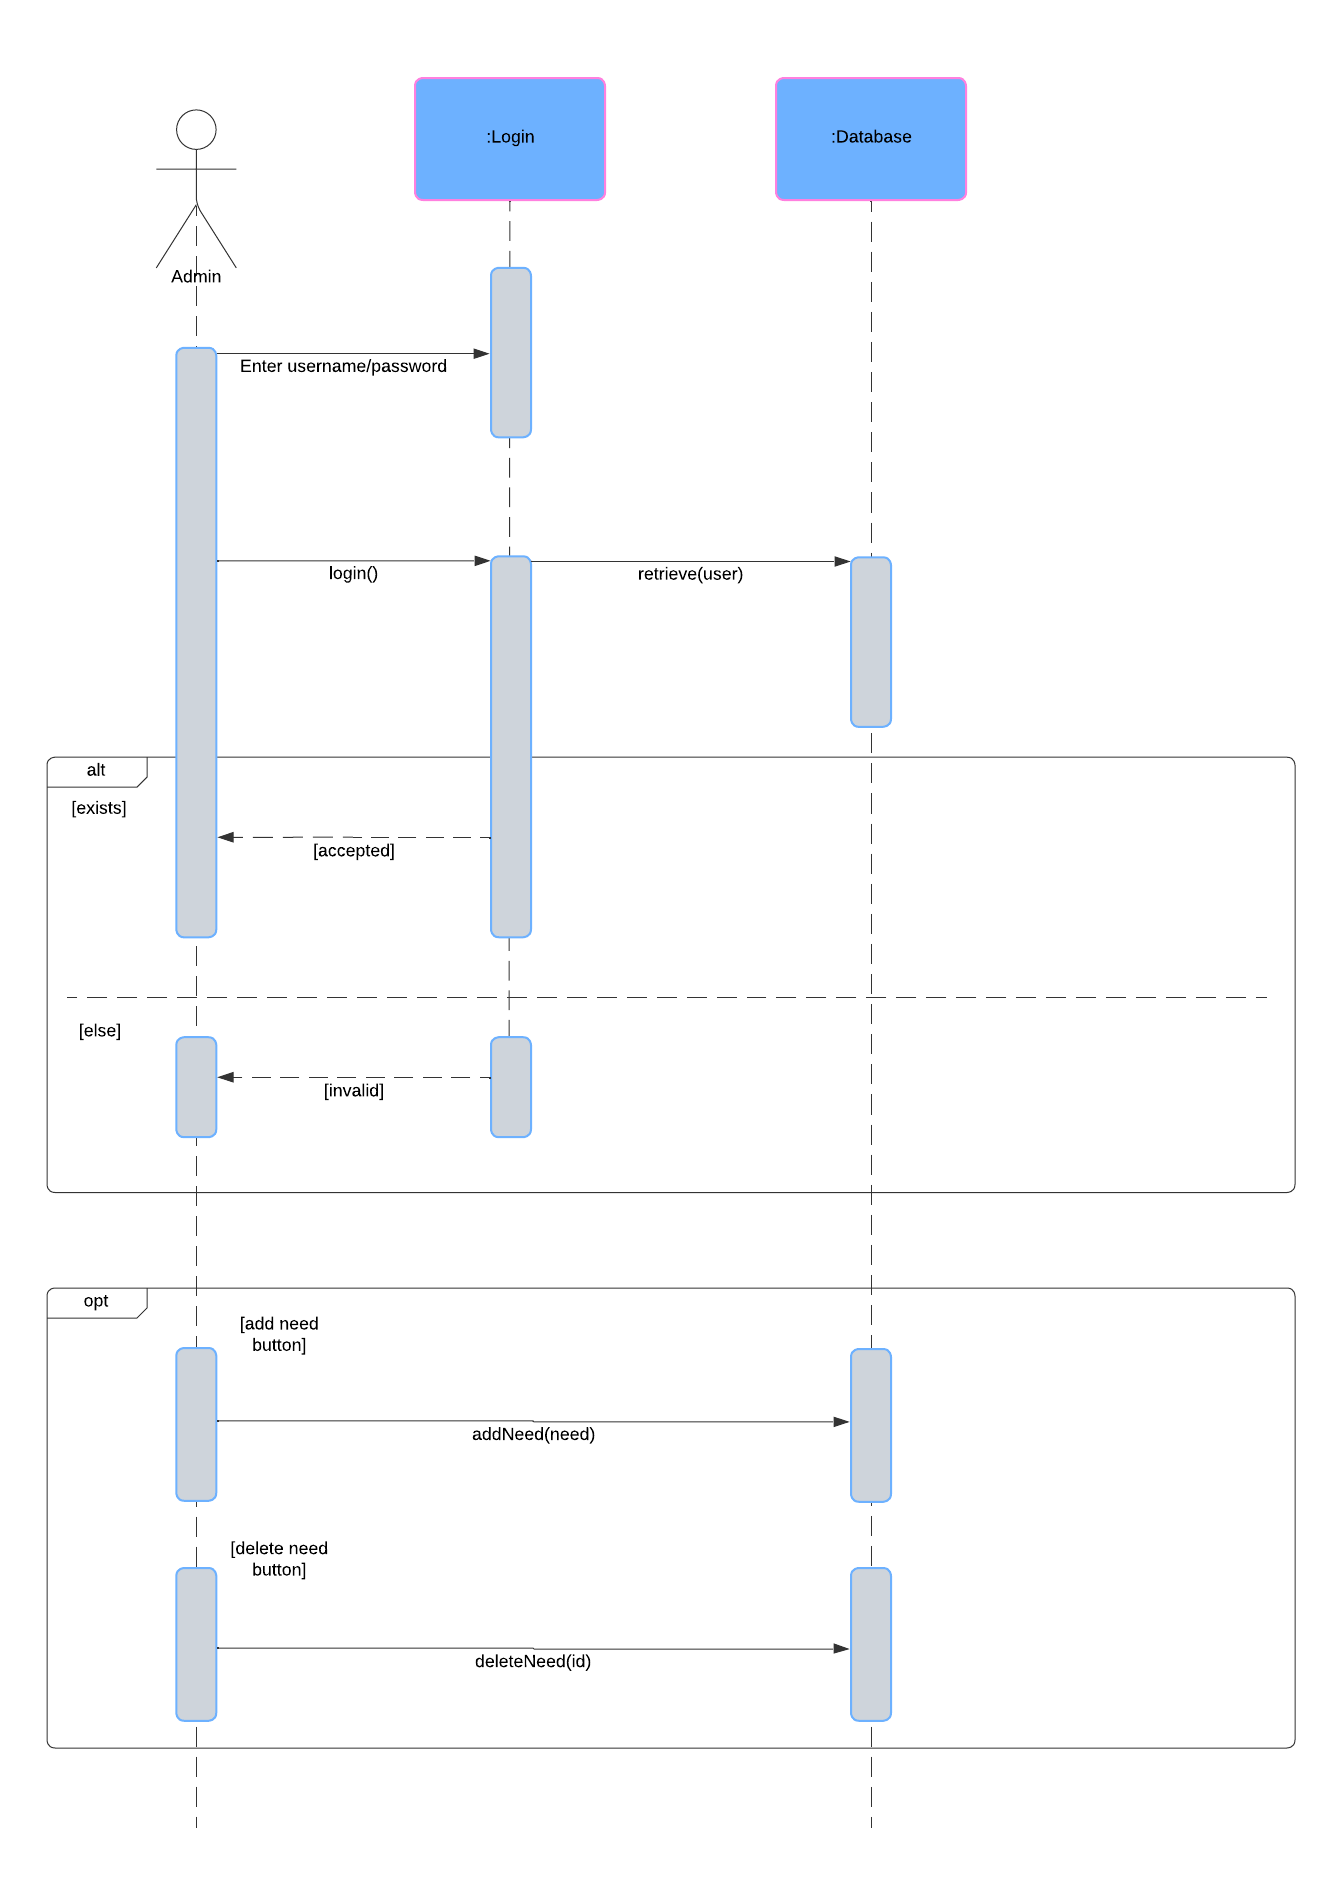 :Login
:Database
Admin
Enter username/password
login()
retrieve(user)
alt
[exists]
[accepted]
[else]
[invalid]
opt
[add need
button]
addNeed(need)
[delete need
button]
deleteNeed(id)